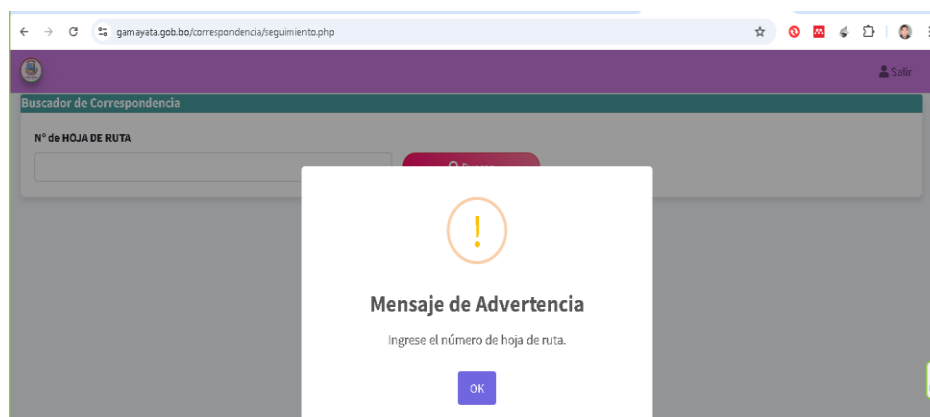 gamayata.gob.bo/correspondencia/seguimiento.php
Salir
Buscador de Correspondencia
N° de HOJA DE RUTA
Mensaje de Advertencia
Ingrese el número de hoja de ruta.
OK